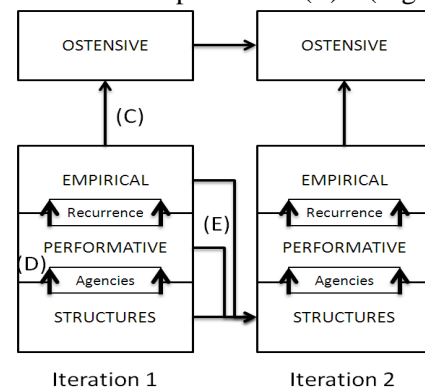 OSTENSIVE OSTENSIVE
(C)
EMPIRICAL EMPIRICAL
Recurrence (E) Recurrence
PERFORMATIVE PERFORMATIVE
(D) Agencies Agencies
STRUCTURES STRUCTURES
Iteration 1 Iteration 2